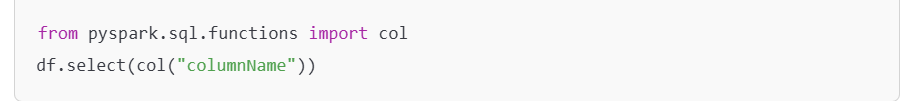 from pyspark.sql.functions import col
df.select(col("columnName"))